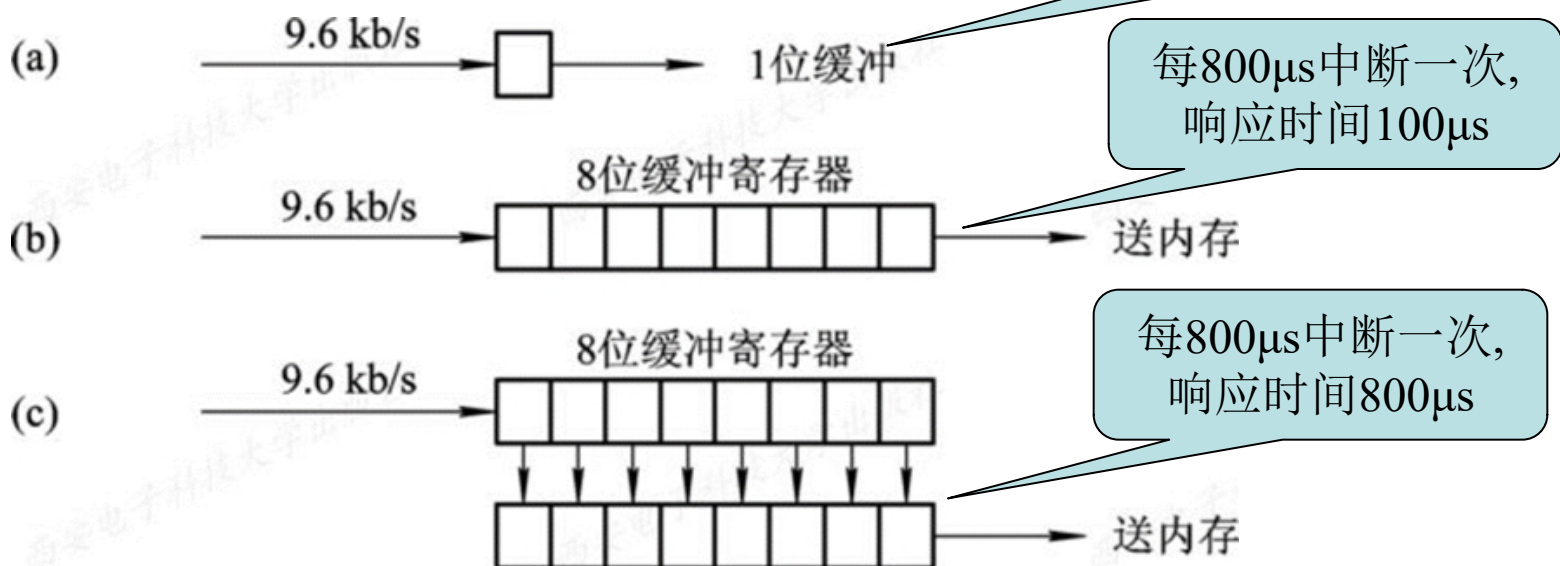 (a)
9.6 kb/s
1位缓冲
每800μs中断一次,
响应时间100μs
8位缓冲寄存器
(b)
9.6 kb/s
送内存
每800μs中断一次,
响应时间800μs
8位缓冲寄存器
(c)
9.6 kb/s
送内存